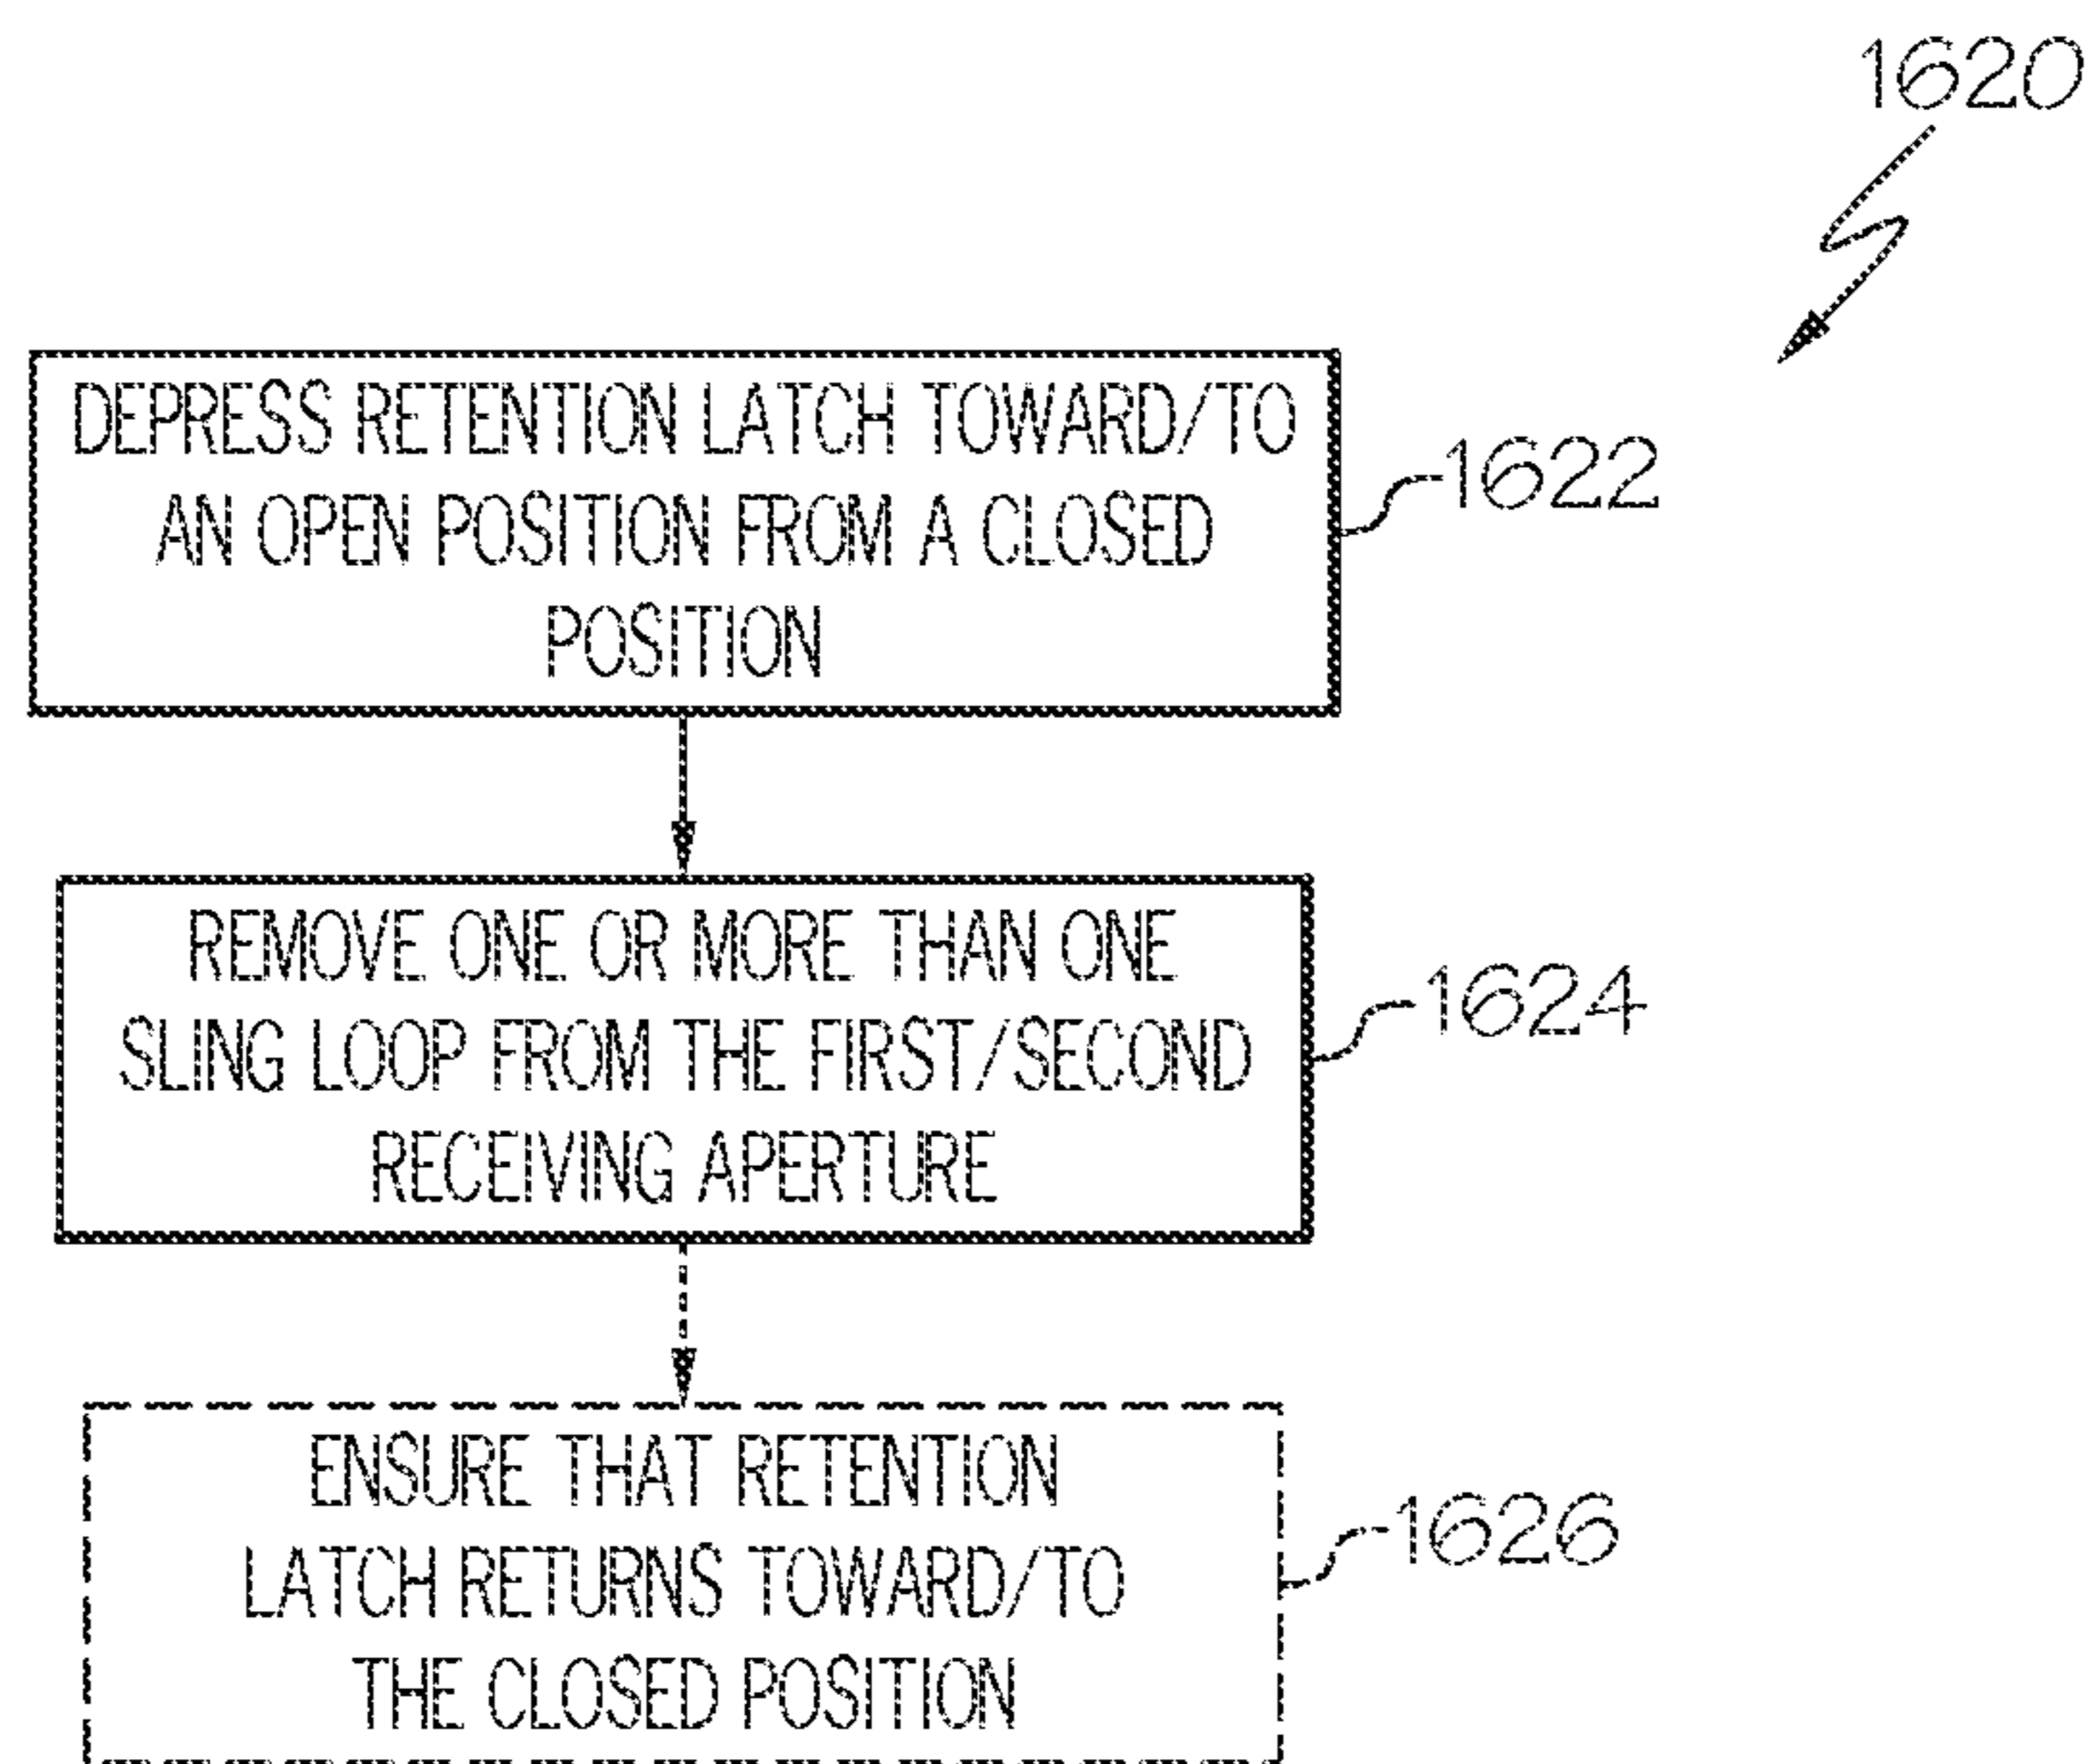 1620
DEPRESS RETENTION LATCH TOWARD/TO
AN OPEN POSITION FROM A CLOSED
POSITION
1622
REMOVE ONE OR MORE THAN ONE
SLING LOOP FROM THE FIRST/SECOND
RECEIVING APERTURE
1624
ENSURE THAT RETENTION
LATCH RETURNS TOWARD/TO
THE CLOSED POSITION
1626